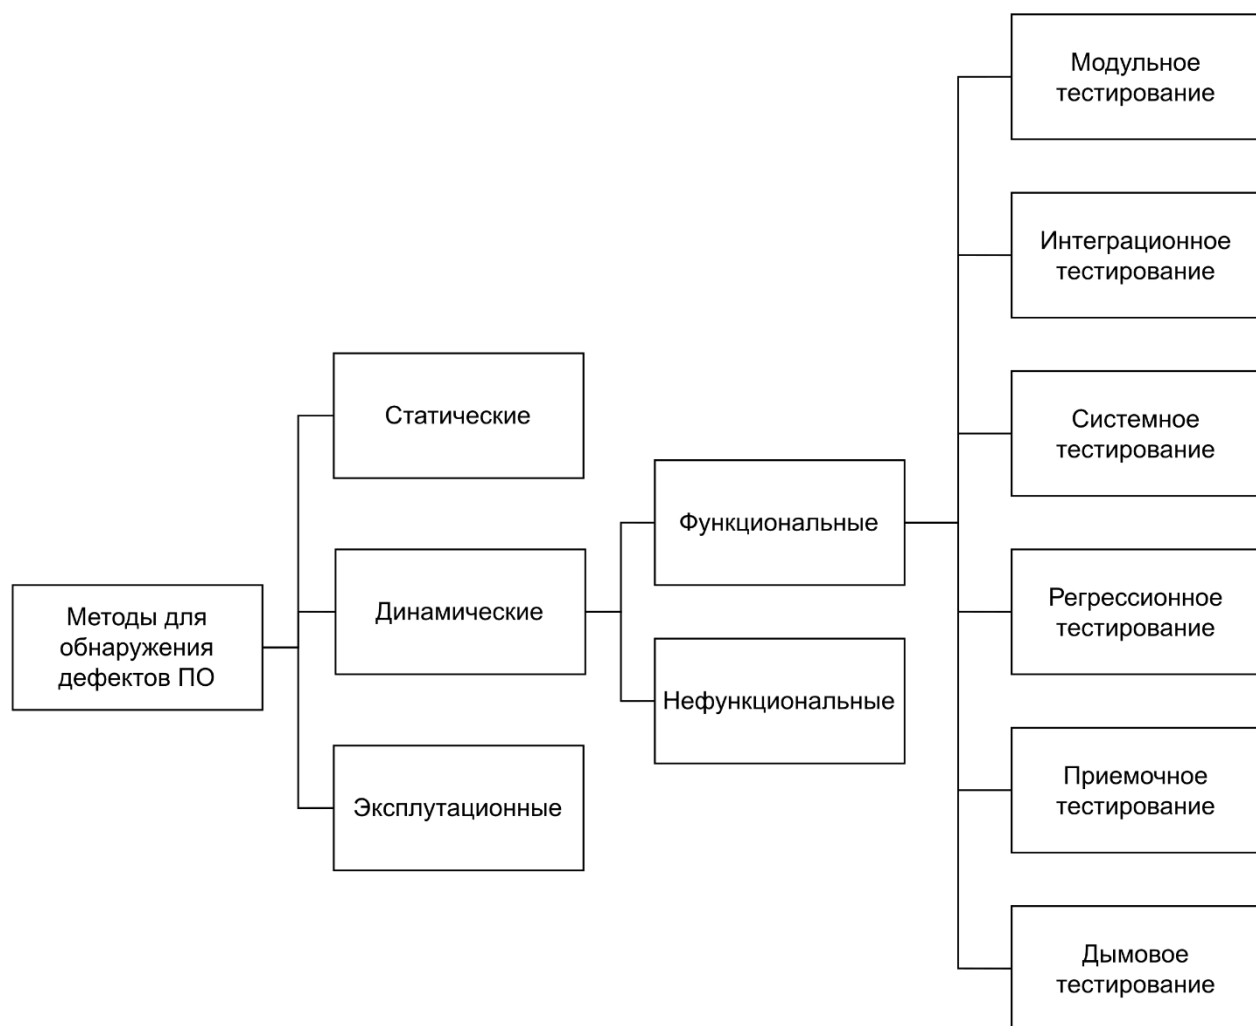 Методы для
обнаружения
дефектов ПО
Статические
Динамические
Эксплутационные
Функциональные
Нефункциональные
Модульное
тестирование
Интеграционное
тестирование
Системное
тестирование
Регрессионное
тестирование
Приемочное
тестирование
Дымовое
тестирование